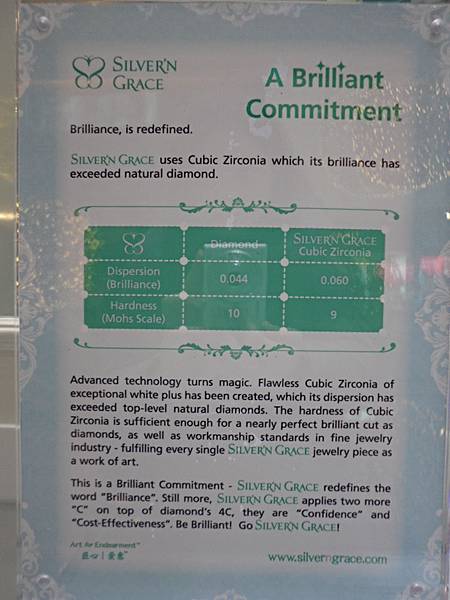 SILVER'N
GRACE
A Brilliant
Commitment
Brilliance, is redefined.
SILVER'N GRACE uses Cubic Zirconia which its brilliance has
exceeded natural diamond.
Diamond
SILVER'N GRACE
Cubic Zirconia
Dispersion
(Brilliance)
0.044
0.060
Hardness
(Mohs Scale)
10
9
Advanced technology turns magic. Flawless Cubic Zirconia of
exceptional white plus has been created, which its dispersion has
exceeded top-level natural diamonds. The hardness of Cubic
Zirconia is sufficient enough for a nearly perfect brilliant cut as
diamonds, as well as workmanship standards in fine jewelry
industry - fulfilling every single SILVER'N GRACE jewelry piece as
a work of art.
This is a Brilliant Commitment - SILVER'N GRACE redefines the
word "Brilliance". Still more, SILVER'N GRACE applies two more
"C" on top of diamond's 4C, they are "Confidence" and
"Cost-Effectiveness". Be Brilliant! Go SILVER'N GRACE!
Art Air Endearment™
匠心
www.silverngrace.com